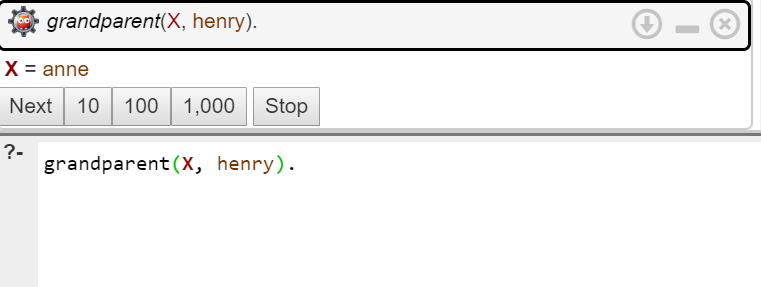 grandparent(X, henry).
X = anne
Next 10 100 1,000 Stop
?- grandparent(X, henry).